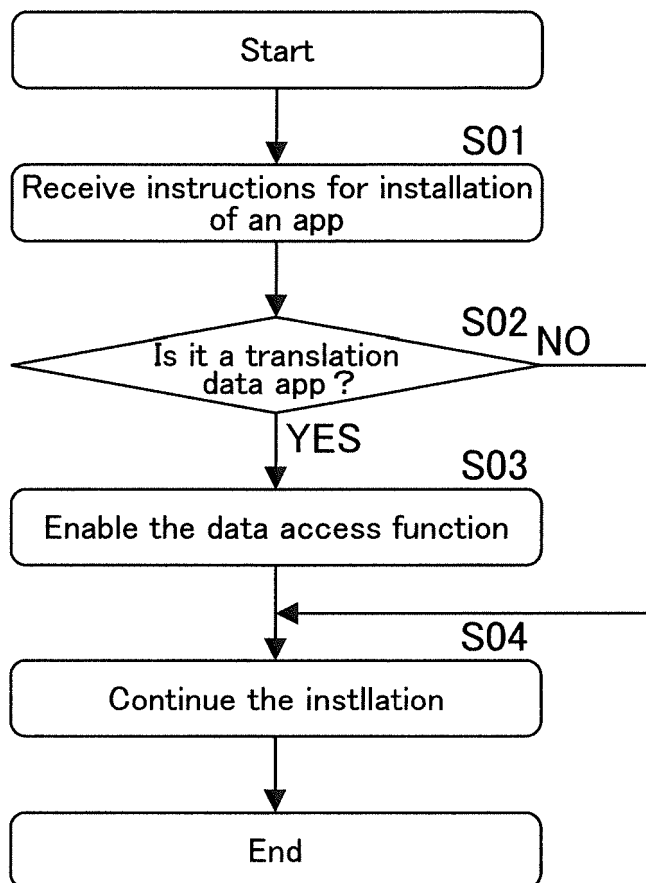 Start
S01
Receive instructions for installation
of an app
S02
NO
Is it a translation
data app?
YES
S03
Enable the data access function
S04
Continue the instllation
End